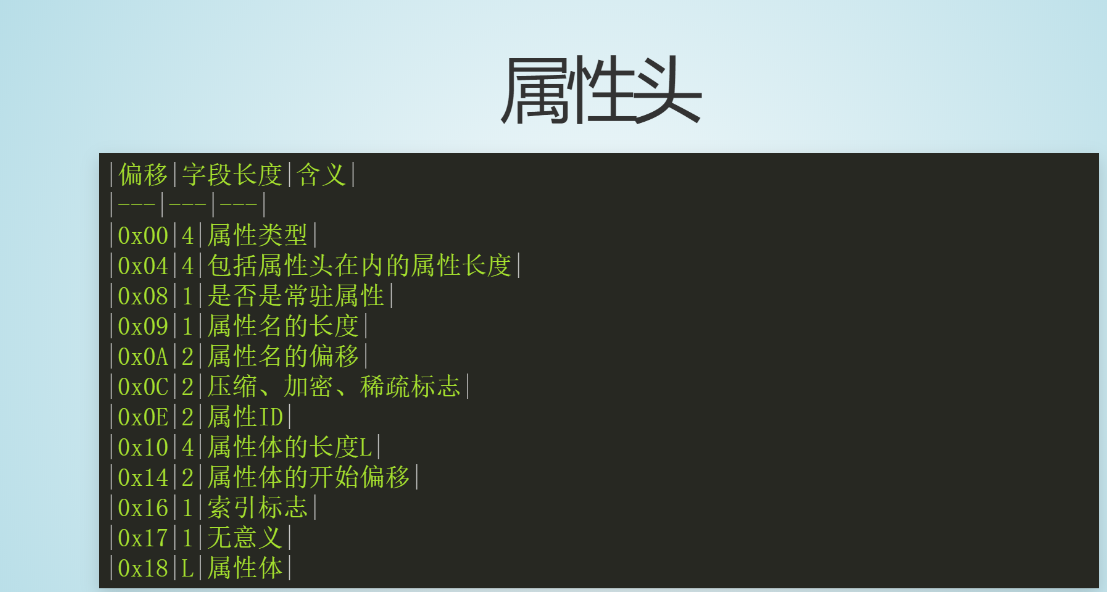 属性头
|偏移|字段长度|含义|
|---|---|---|
|0x00|4|属性类型|
|0x04|4|包括属性头在内的属性长度|
|0x08|1|是否是常驻属性|
|0x09|1|属性名的长度|
|0x0A|2|属性名的偏移|
|0x0C|2|压缩、加密、稀疏标志|
|0x0E|2|属性ID|
|0x10|4|属性体的长度L|
|0x14|2|属性体的开始偏移|
|0x16|1|索引标志|
|0x17|1|无意义|
|0x18|L|属性体|